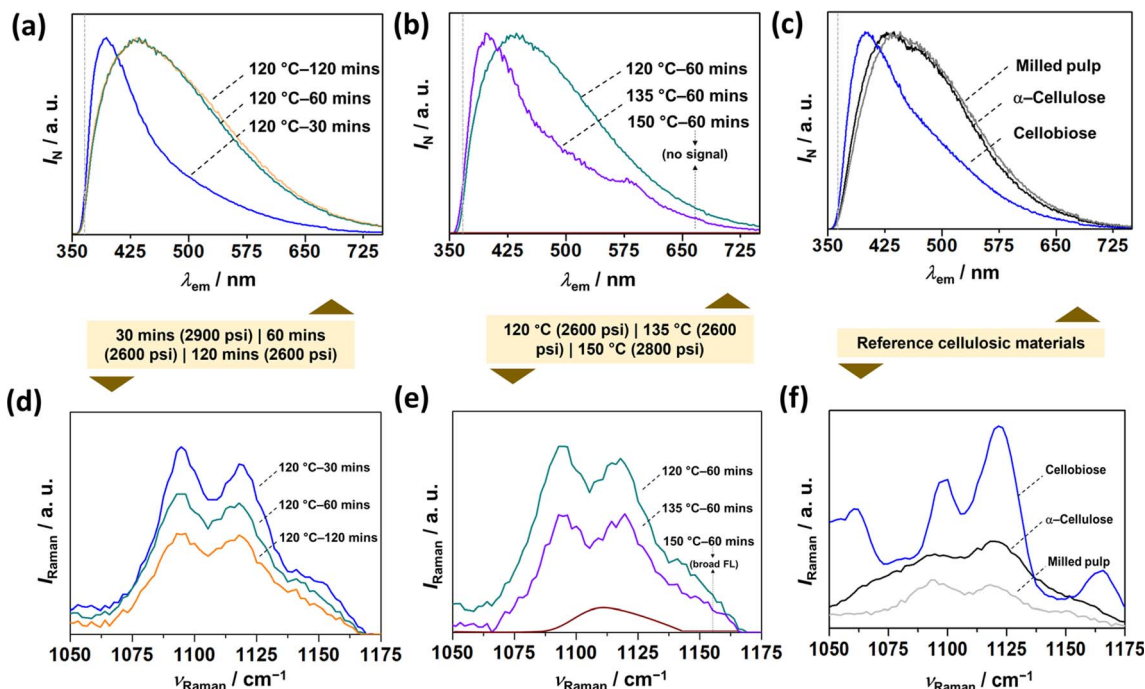 (a)
I_N / a. u.
120 °C–120 mins
120 °C–60 mins
120 °C–30 mins
350 425 500 575 650 725
λem / nm
(b)
I_N / a. u.
120 °C–60 mins
135 °C–60 mins
150 °C–60 mins
(no signal)
350 425 500 575 650 725
λem / nm
(c)
I_N / a. u.
Milled pulp
α–Cellulose
Cellobiose
350 425 500 575 650 725
λem / nm
30 mins (2900 psi) | 60 mins
(2600 psi) | 120 mins (2600 psi)
120 °C (2600 psi) | 135 °C (2600
psi) | 150 °C (2800 psi)
Reference cellulosic materials
(d)
I_Raman / a. u.
120 °C–30 mins
120 °C–60 mins
120 °C–120 mins
1050 1075 1100 1125 1150 1175
νRaman / cm⁻¹
(e)
I_Raman / a. u.
120 °C–60 mins
135 °C–60 mins
150 °C–60 mins
(broad FL)
1050 1075 1100 1125 1150 1175
νRaman / cm⁻¹
(f)
I_Raman / a. u.
Cellobiose
α–Cellulose
Milled pulp
1050 1075 1100 1125 1150 1175
νRaman / cm⁻¹